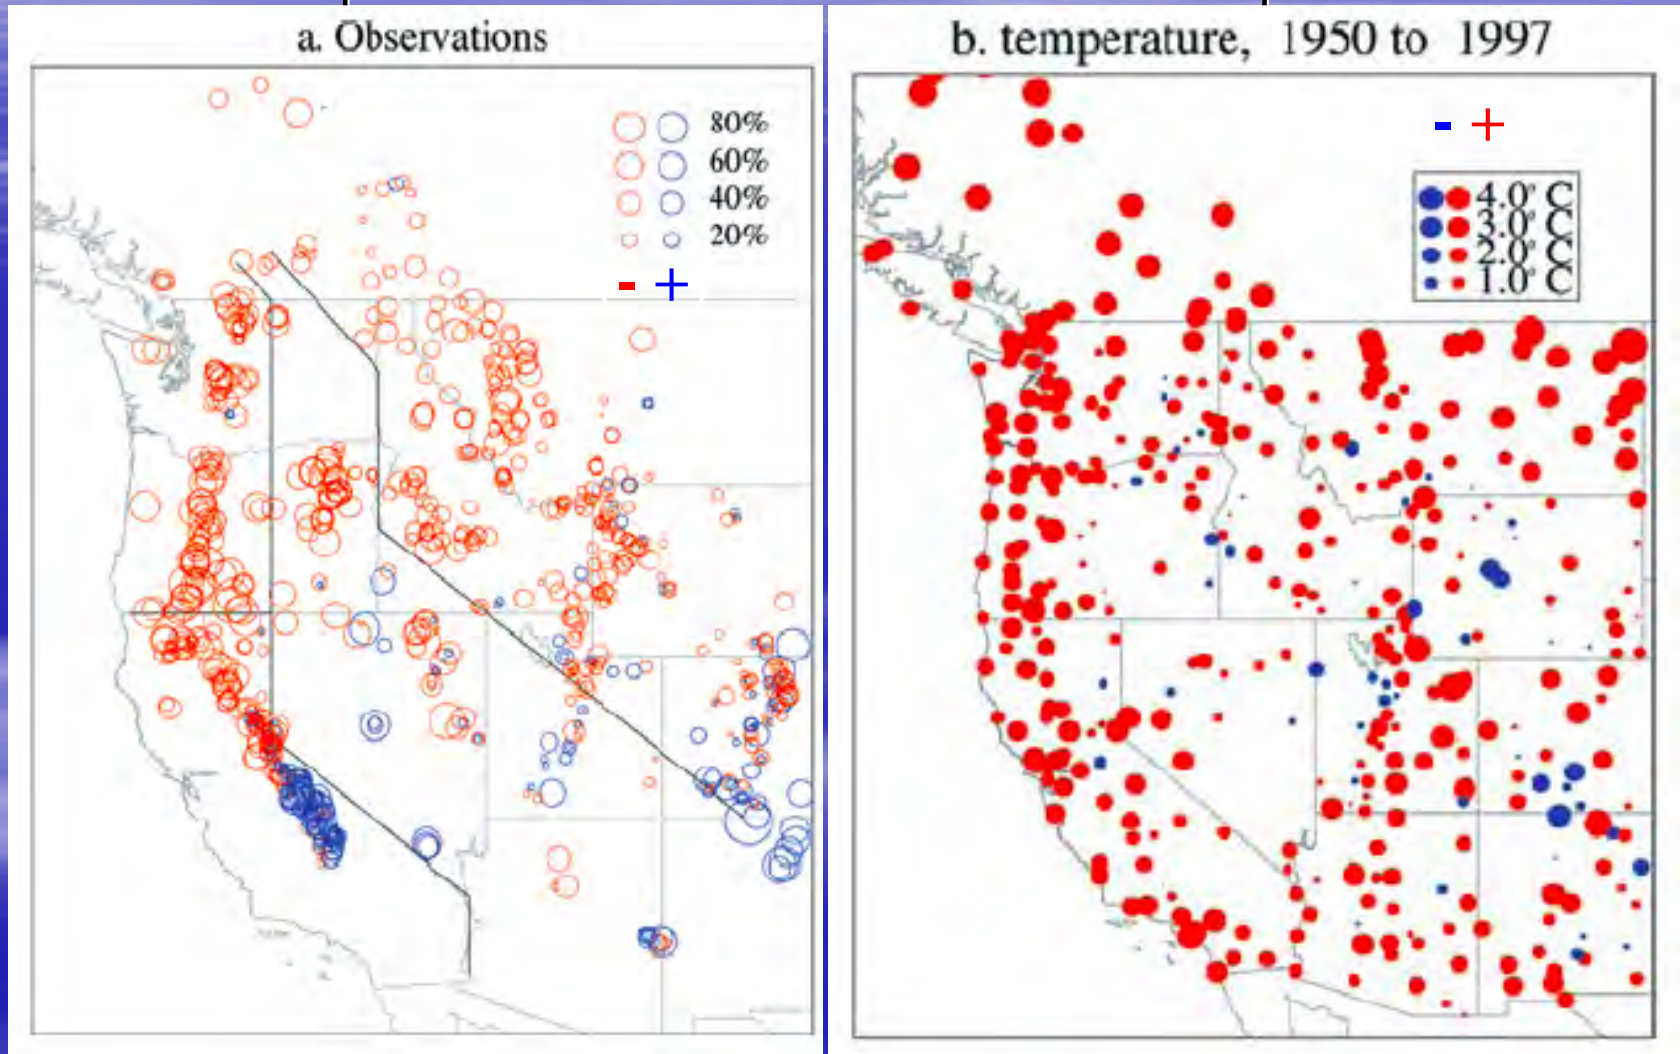 a. Observations
80%
60%
40%
20%
- +
b. temperature, 1950 to 1997
- +
4.0° C
3.0° C
2.0° C
1.0° C